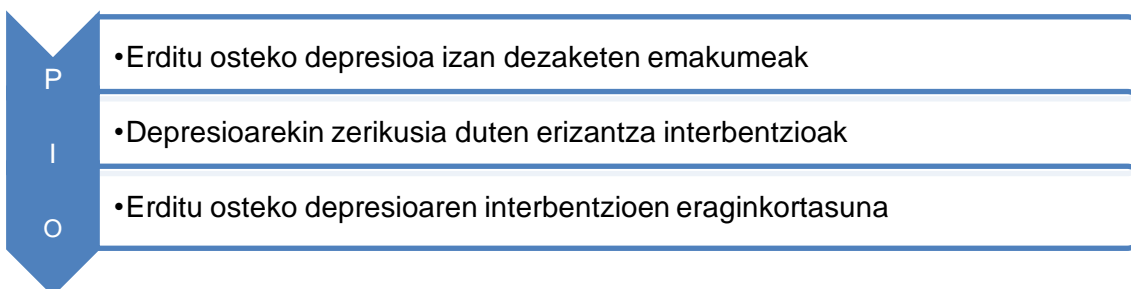 P
•Erditu osteko depresioa izan dezaketen emakumeak
I
•Depresioarekin zerikusia duten erizantza interbentzioak
O
•Erditu osteko depresioaren interbentzioen eraginkortasuna